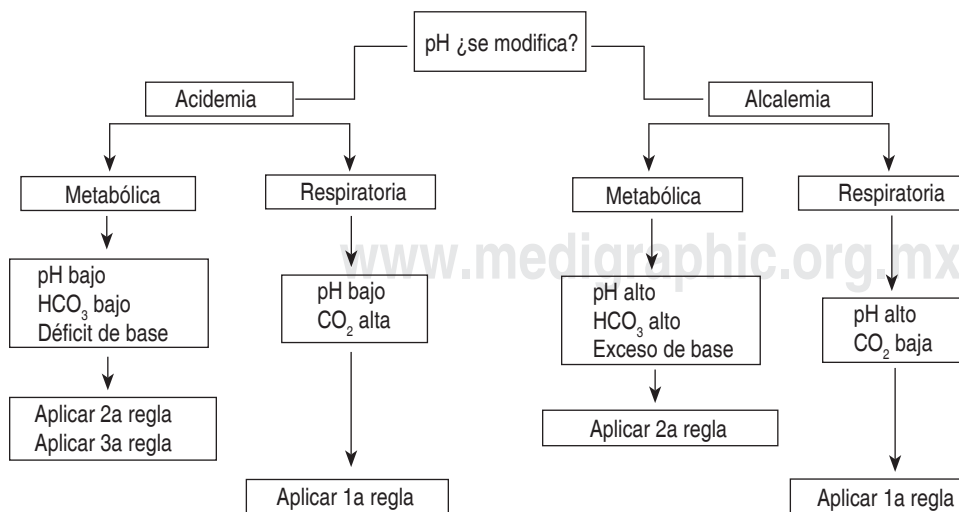 pH ¿se modifica?
Acidemia
Alcalemia
Metabólica
Respiratoria
Metabólica
Respiratoria
www.medigraphic.org.mx
pH bajo
HCO₃ bajo
Déficit de base
pH bajo
CO₂ alta
pH alto
HCO₃ alto
Exceso de base
pH alto
CO₂ baja
Aplicar 2a regla
Aplicar 3a regla
Aplicar 2a regla
Aplicar 1a regla
Aplicar 1a regla